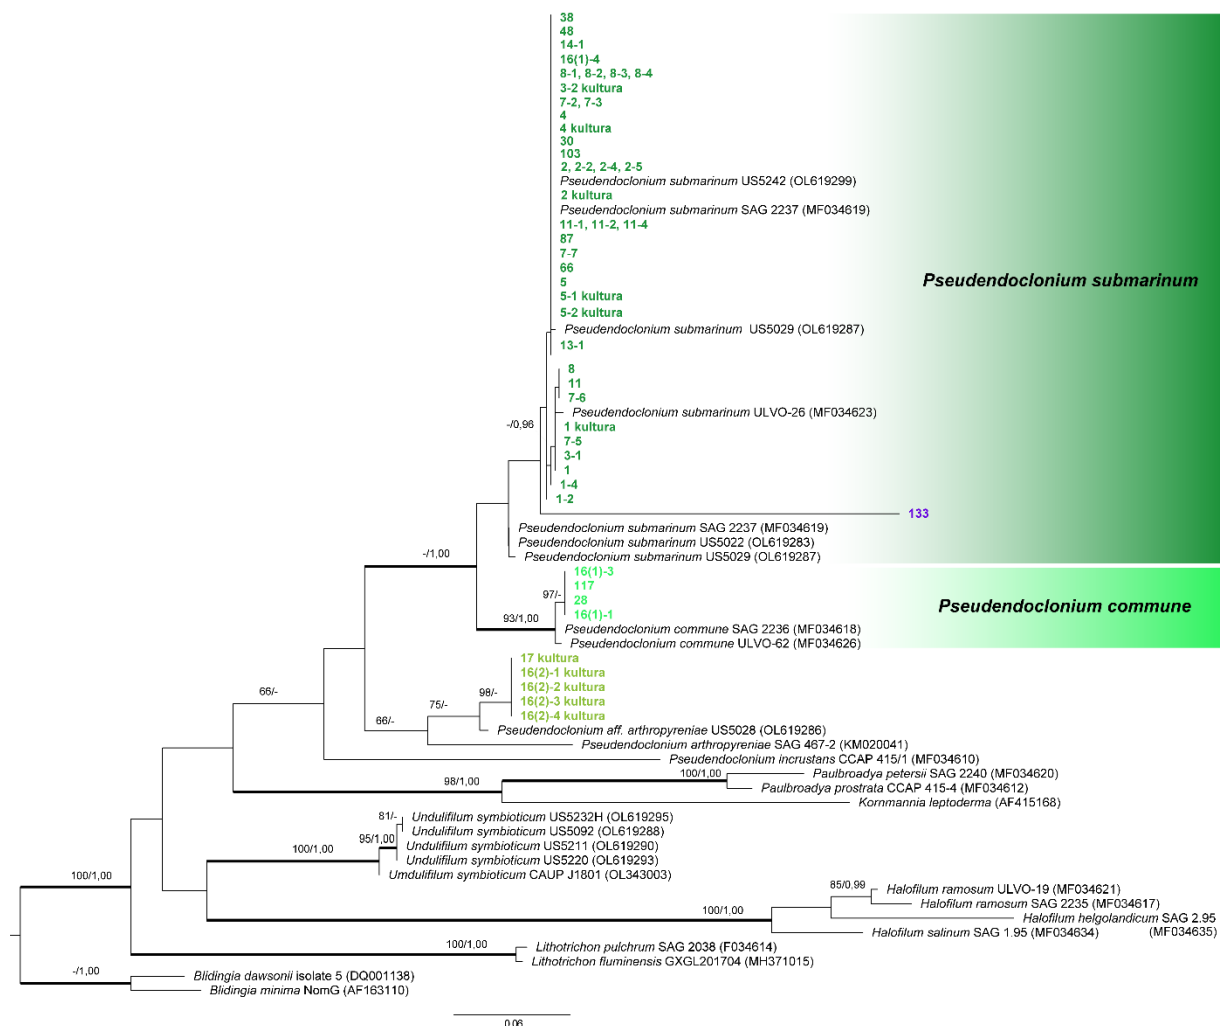 38
48
14-1
16(1)-4
8-1, 8-2, 8-3, 8-4
3-2 kultura
7-2, 7-3
4
4 kultura
30
103
2, 2-2, 2-4, 2-5
Pseudendoclonium submarinum US5242 (OL619299)
2 kultura
Pseudendoclonium submarinum SAG 2237 (MF034619)
11-1, 11-2, 11-4
87
7-7
66
Pseudendoclonium submarinum
5
5-1 kultura
5-2 kultura
Pseudendoclonium submarinum US5029 (OL619287)
13-1
8
11
7-6
Pseudendoclonium submarinum ULVO-26 (MF034623)
-/0,96
1 kultura
7-5
3-1
1
1-4
1-2
133
Pseudendoclonium submarinum SAG 2237 (MF034619)
Pseudendoclonium submarinum US5022 (OL619283)
-/1,00
Pseudendoclonium submarinum US5029 (OL619287)
16(1)-3
117
97/-
28
Pseudendoclonium commune
16(1)-1
93/1,00
Pseudendoclonium commune SAG 2236 (MF034618)
Pseudendoclonium commune ULVO-62 (MF034626)
17 kultura
16(2)-1 kultura
16(2)-2 kultura
66/-
98/-
16(2)-3 kultura
75/-
16(2)-4 kultura
66/-
Pseudendoclonium aff. arthropyreniae US5028 (OL619286)
Pseudendoclonium arthropyreniae SAG 467-2 (KM020041)
Pseudendoclonium incrustans CCAP 415/1 (MF034610)
100/1,00
Paulbroadya petersii SAG 2240 (MF034620)
98/1,00
Paulbroadya prostrata CCAP 415-4 (MF034612)
Kornmannia leptoderma (AF415168)
81/-
Undulifilum symbioticum US5232H (OL619295)
Undulifilum symbioticum US5092 (OL619288)
95/1,00
Undulifilum symbioticum US5211 (OL619290)
100/1,00
Undulifilum symbioticum US5220 (OL619293)
Umdulifilum symbioticum CAUP J1801 (OL343003)
100/1,00
85/0,99
Halofilum ramosum ULVO-19 (MF034621)
Halofilum ramosum SAG 2235 (MF034617)
100/1,00
Halofilum helgolandicum SAG 2.95
Halofilum salinum SAG 1.95 (MF034634)
(MF034635)
100/1,00
Lithotrichon pulchrum SAG 2038 (F034614)
Lithotrichon fluminensis GXGL201704 (MH371015)
-/1,00
Blidingia dawsonii isolate 5 (DQ001138)
Blidingia minima NomG (AF163110)
0.06